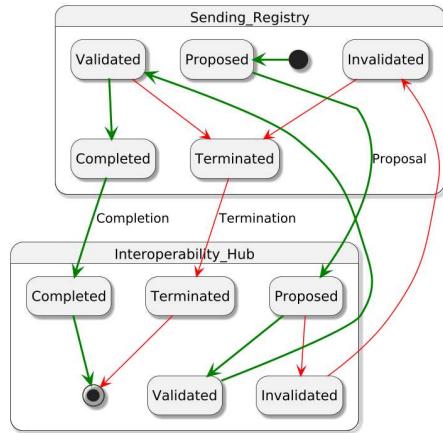 Sending_Registry
Validated
Proposed
Invalidated
Completed
Terminated
Proposal
Completion
Termination
Interoperability_Hub
Completed
Terminated
Proposed
Validated
Invalidated